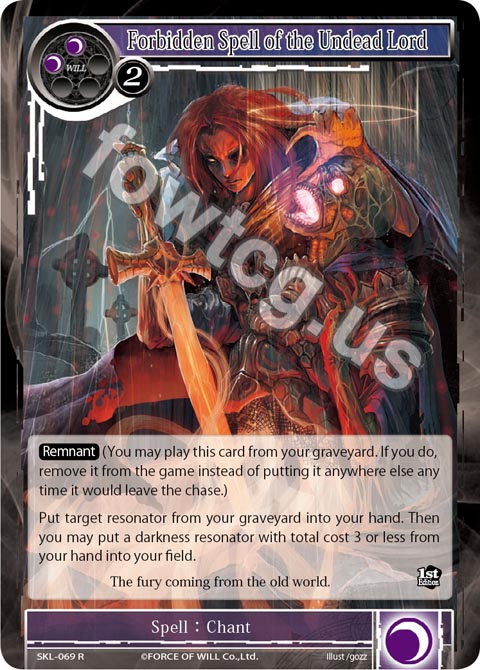 Forbidden Spell of the Undead Lord
WILL
2
fowtcg.us
Remnant (You may play this card from your graveyard. If you do,
remove it from the game instead of putting it anywhere else any
time it would leave the chase.)
Put target resonator from your graveyard into your hand. Then
you may put a darkness resonator with total cost 3 or less from
your hand into your field.
The fury coming from the old world.
1st
Edition
Spell : Chant
SKL-069 R
©FORCE OF WILL Co.,Ltd.
Illust /gozz